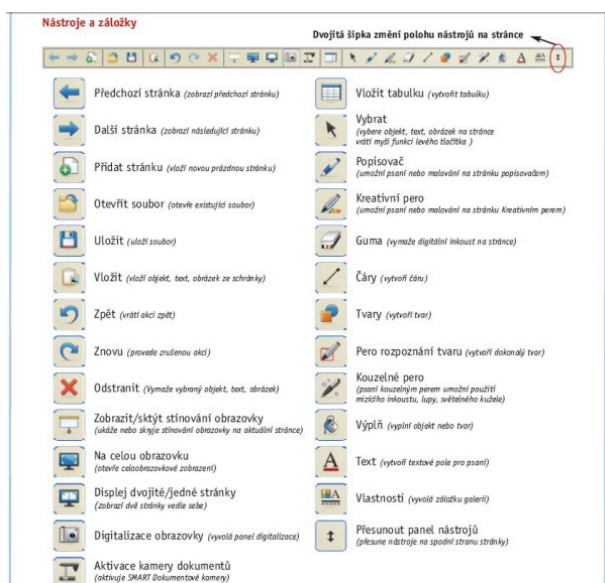 Nástroje a záložky
Dvojitá šipka změní polohu nástrojů na stránce
Předchozí stránka (zobrazí předchozí stránku)
Další stránka (zobrazí následující stránku)
Přidat stránku (vloží novou prázdnou stránku)
Otevřít soubor (otevře existující soubor)
Uložit (uloží soubor)
Vložit (vloží objekt, text, obrázek ze schránky)
Zpět (vrátí akci zpět)
Znovu (provede zrušenou akci)
Odstranit (Vymaže vybraný objekt, text, obrázek)
Zobrazit/sktýt stínování obrazovky
(ukáže nebo skryje stínování obrazovky na aktuální stránce)
Na celou obrazovku
(otevře celoobrazovkové zobrazení)
Displej dvojité/jedné stránky
(zobrazí dvě stránky vedle sebe)
Digitalizace obrazovky (vyvolá panel digitalizace)
Aktivace kamery dokumentů
(aktivuje SMART Dokumentové kamery)
Vložit tabulku (vytvoří tabulku)
Vybrat
(vybere objekt, text, obrázek na stránce
vrátí myši funkci levého tlačítka )
Popisovač
(umožní psaní nebo malování na stránku popisovačem)
Kreativní pero
(umožní psaní nebo malování na stránku Kreativním perem)
Guma (vymaže digitální inkoust na stránce)
Čáry (vytvoří čáru)
Tvary (vytvoří tvar)
Pero rozpoznání tvaru (vytvoří dokonalý tvar)
Kouzelné pero
(psaní kouzelným perem umožní použití
mizícího inkoustu, lupy, světelného kužele)
Výplň (vyplní objekt nebo tvar)
Text (vytvoří textové pole pro psaní)
Vlastnosti (vyvolá záložku galerií)
Přesunout panel nástrojů
(přesune nástroje na spodní stranu stránky)